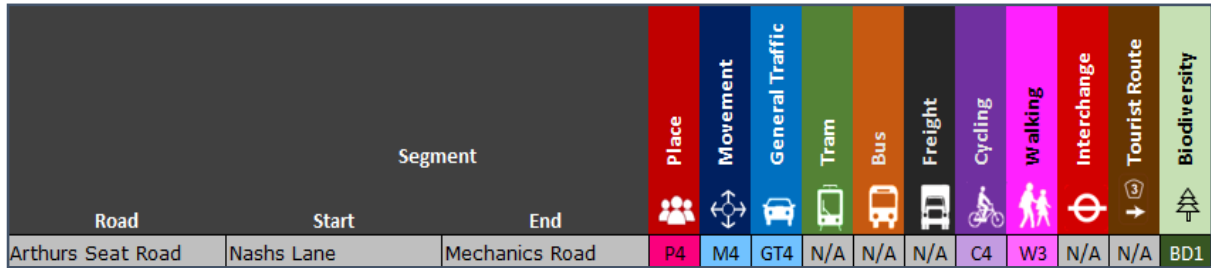 Segment
Road Start End Place Movement General Traffic Tram Bus Freight Cycling Walking Interchange Tourist Route Biodiversity
3
Arthurs Seat Road Nashs Lane Mechanics Road P4 M4 GT4 N/A N/A N/A C4 W3 N/A N/A BD1